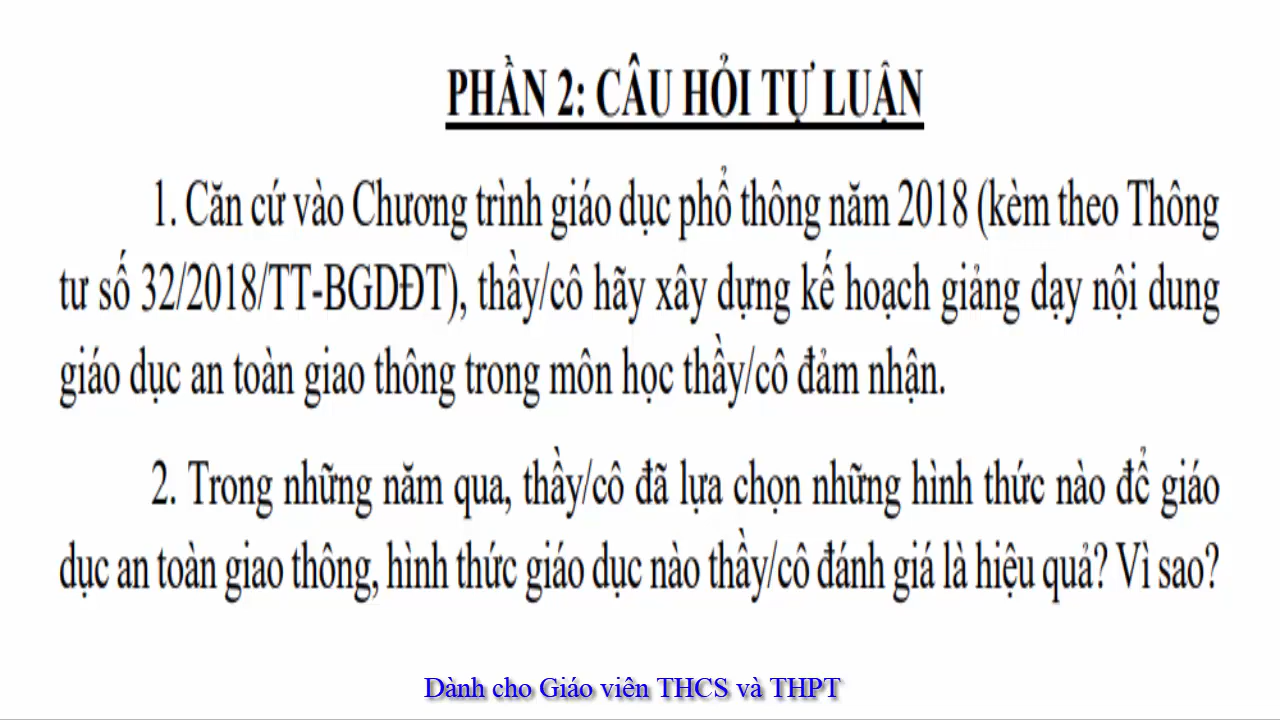 PHẦN 2: CÂU HỎI TỰ LUẬN
1. Căn cứ vào Chương trình giáo dục phổ thông năm 2018 (kèm theo Thông
tư số 32/2018/TT-BGDĐT), thầy/cô hãy xây dựng kế hoạch giảng dạy nội dung
giáo dục an toàn giao thông trong môn học thầy/cô đảm nhận.
2. Trong những năm qua, thầy/cô đã lựa chọn những hình thức nào để giáo
dục an toàn giao thông, hình thức giáo dục nào thầy/cô đánh giá là hiệu quả? Vì sao?
Dành cho Giáo viên THCS và THPT